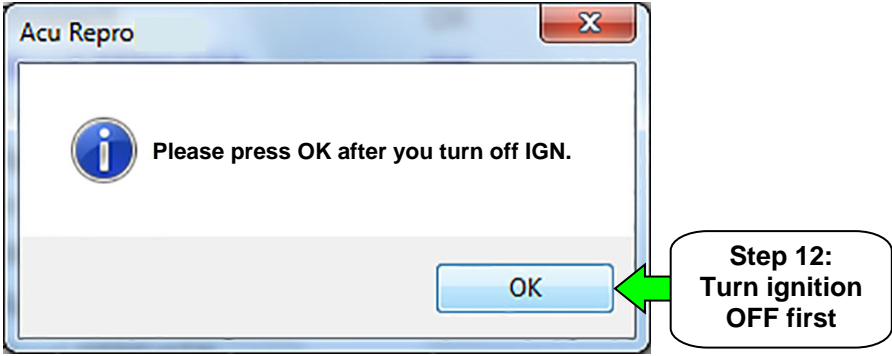 Acu Repro
Please press OK after you turn off IGN.
OK
Step 12:
Turn ignition
OFF first